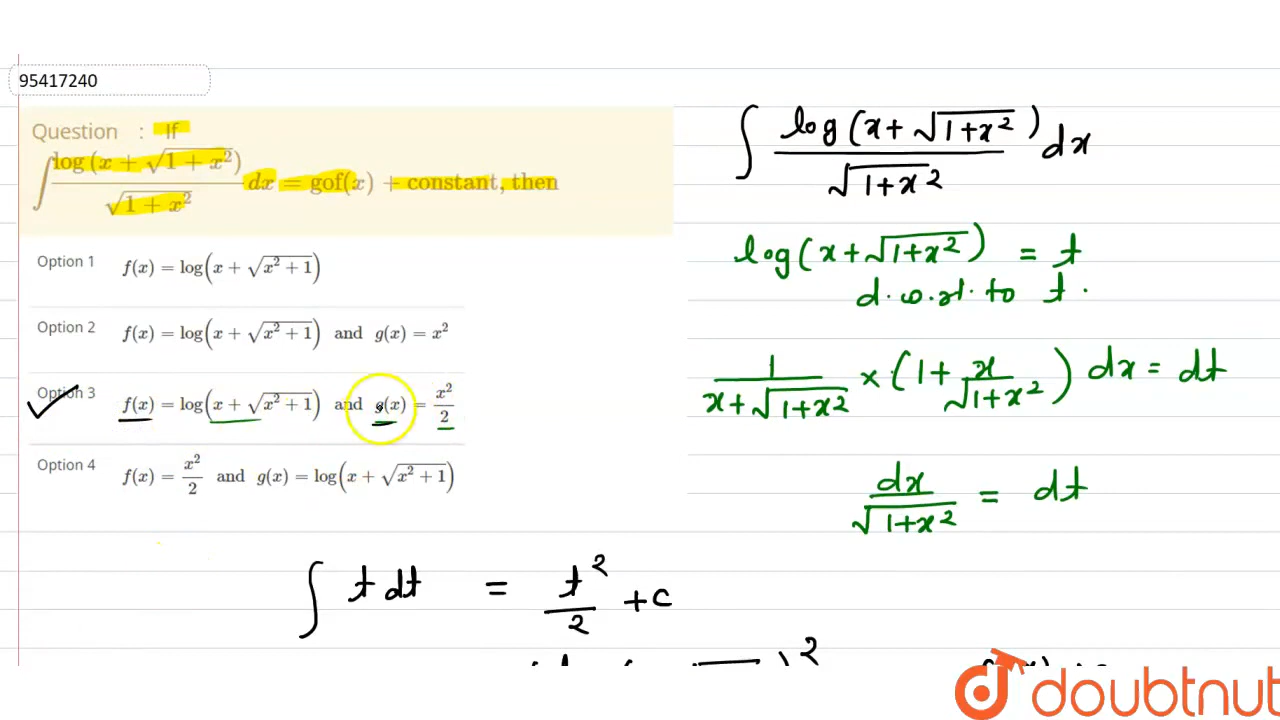 95417240
Question : If
∫ log (x + √1 + x²) / √1 + x² dx = gof(x) + constant, then
Option 1 f(x) = log(x + √x² + 1)
Option 2 f(x) = log(x + √x² + 1) and g(x) = x²
Option 3 f(x) = log(x + √x² + 1) and g(x) = x²/2
Option 4 f(x) = x²/2 and g(x) = log(x + √x² + 1)
∫ log (x + √1+x²) / √1+x² dx
log(x + √1+x²) = t
d.w.r. to t.
1 / x+√1+x² × (1 + x/√1+x²) dx = dt
dx/√1+x² = dt
∫ t dt = t²/2 + c
doubtnut